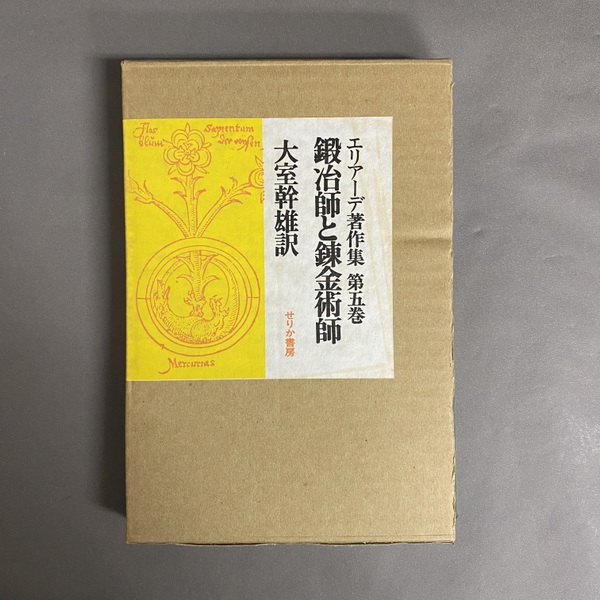 エリアーデ著作集 第五巻
鍛冶師と錬金術師
大室幹雄訳
せりか書房
Flos
Sapientum
Mercurius